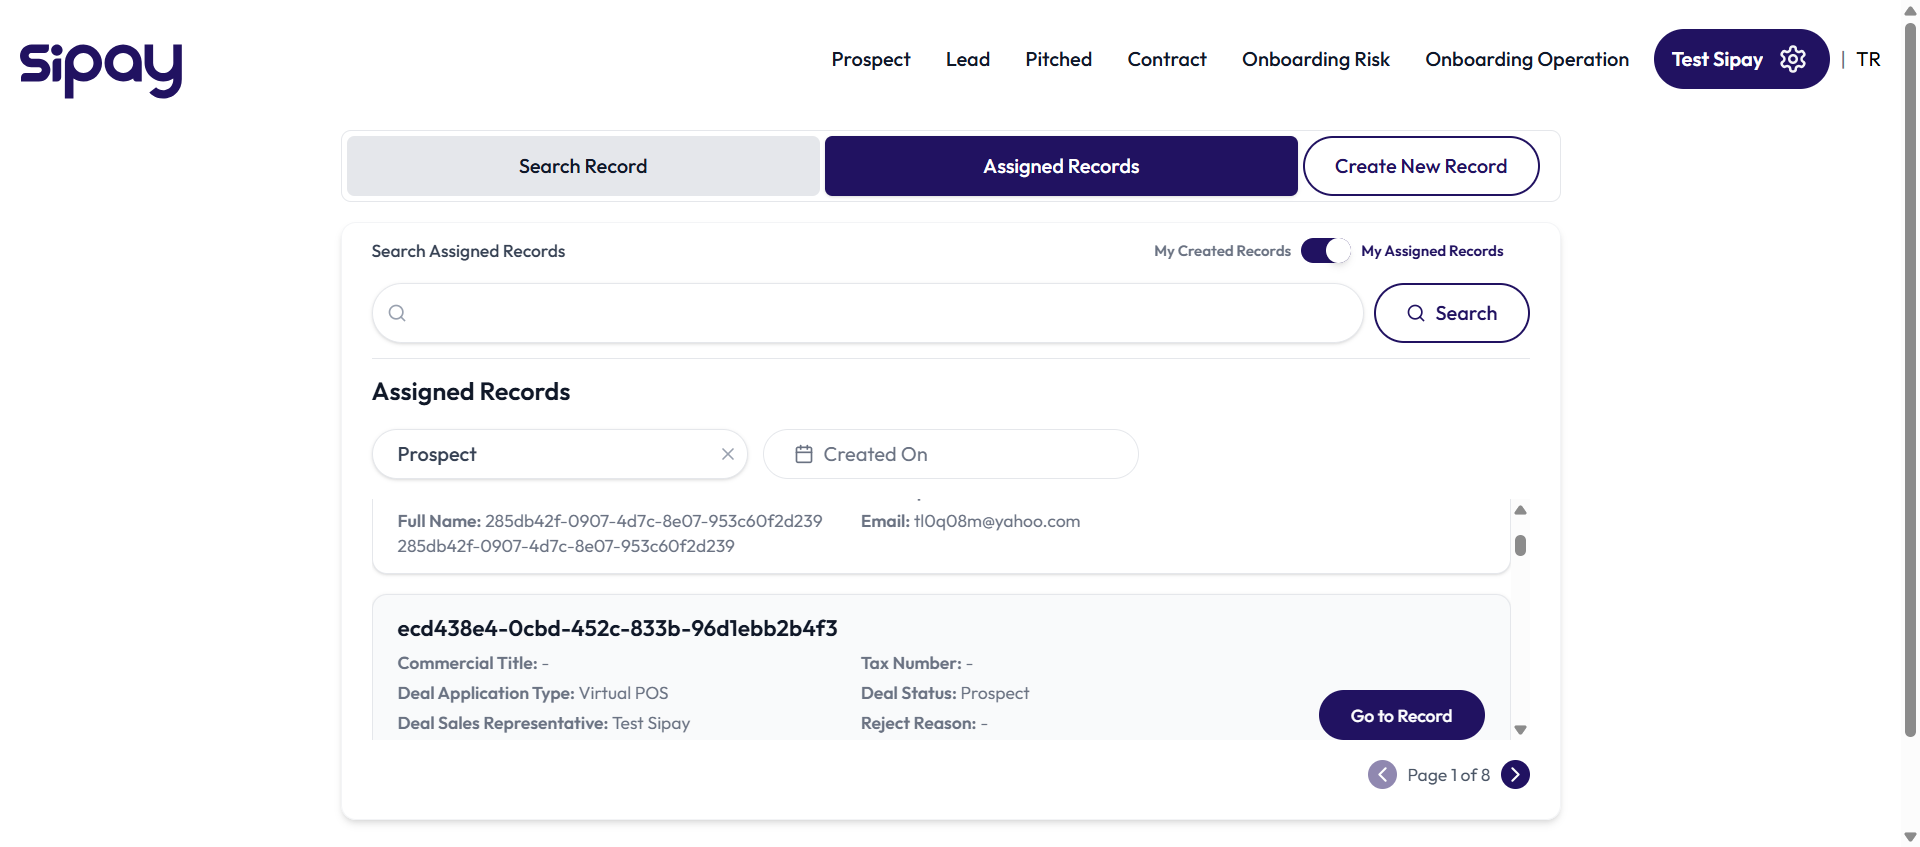 sipay
Prospect Lead Pitched Contract Onboarding Risk Onboarding Operation Test Sipay | TR
Search Record Assigned Records Create New Record
Search Assigned Records My Created Records My Assigned Records
Search
Assigned Records
Prospect Created On
Full Name: 285db42f-0907-4d7c-8e07-953c60f2d239 Email: tl0q08m@yahoo.com
285db42f-0907-4d7c-8e07-953c60f2d239
ecd438e4-0cbd-452c-833b-96d1ebb2b4f3
Commercial Title: - Tax Number: -
Deal Application Type: Virtual POS Deal Status: Prospect
Deal Sales Representative: Test Sipay Reject Reason: -
Go to Record
Page 1 of 8